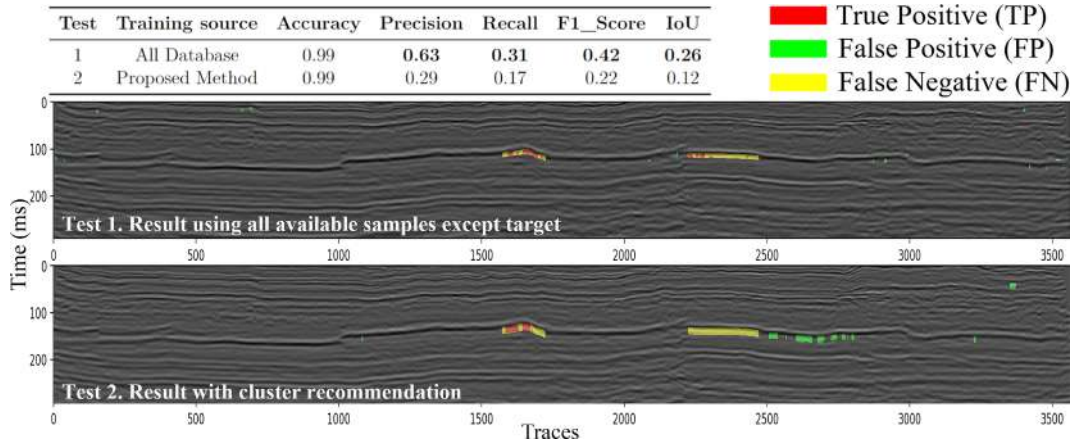 Test Training source Accuracy Precision Recall F1_Score IoU
1 All Database 0.99 0.63 0.31 0.42 0.26
2 Proposed Method 0.99 0.29 0.17 0.22 0.12
True Positive (TP)
False Positive (FP)
False Negative (FN)
0
100
200
Test 1. Result using all available samples except target
0 500 1000 1500 2000 2500 3000 3500
Time (ms)
0
100
200
Test 2. Result with cluster recommendation
0 500 1000 1500 2000 2500 3000 3500
Traces